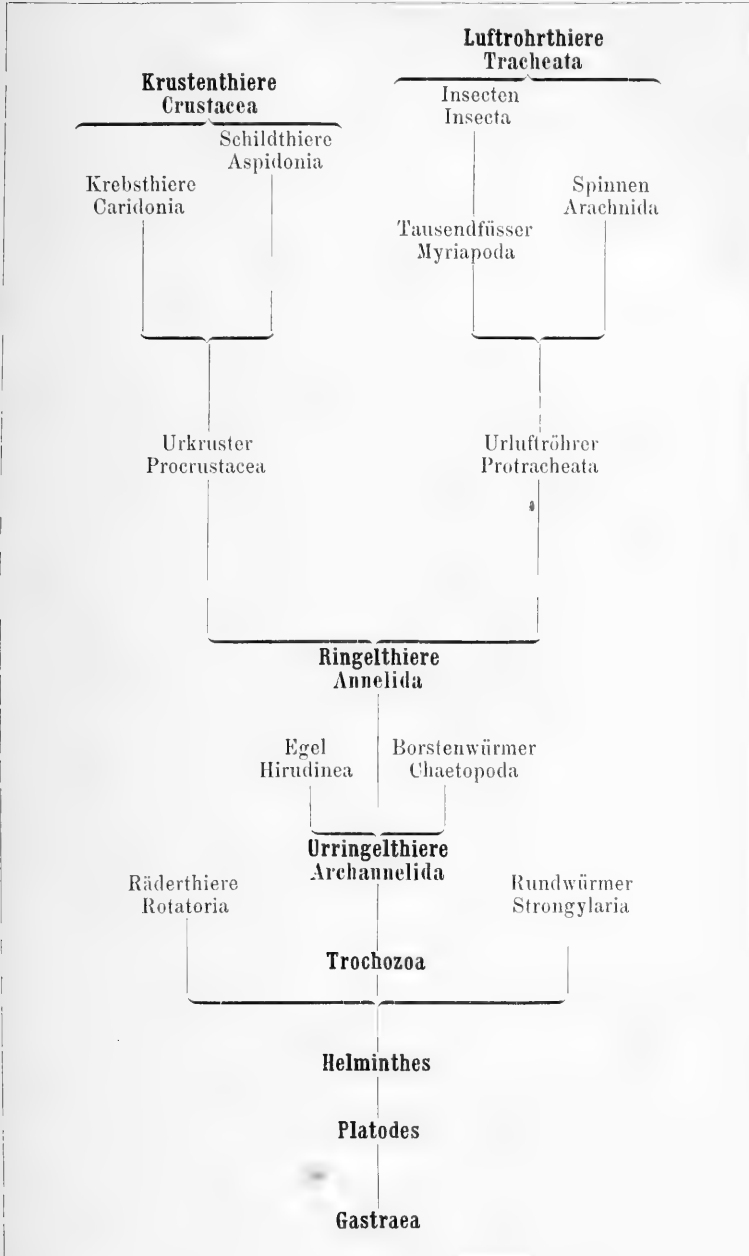 Luftrohrthiere
Tracheata
Krustenthiere
Crustacea
Insecten
Insecta
Schildthiere
Aspidonia
Krebsthiere
Caridonia
Spinnen
Arachnida
Tausendfüsser
Myriapoda
Urkruster
Procrustacea
Urluftröhrer
Protracheata
Ringelthiere
Annelida
Egel
Hirudinea
Borstenwürmer
Chaetopoda
Urringelthiere
Archannelida
Räderthiere
Rotatoria
Rundwürmer
Strongylaria
Trochozoa
Helminthes
Platodes
Gastraea